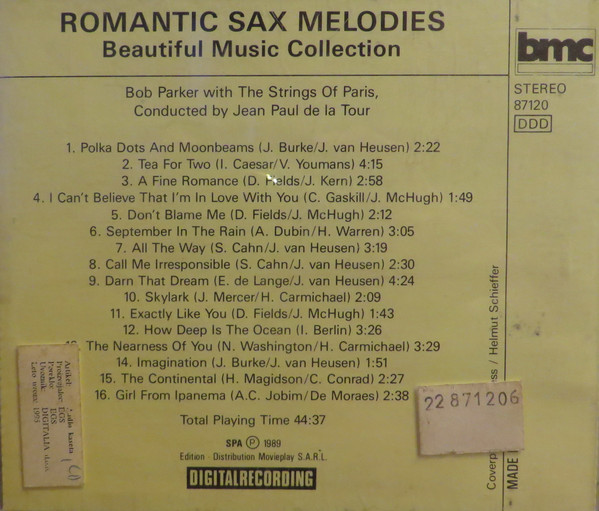 ROMANTIC SAX MELODIES
Beautiful Music Collection
bmc
STEREO
87120
DDD
Bob Parker with The Strings Of Paris,
Conducted by Jean Paul de la Tour
1. Polka Dots And Moonbeams (J. Burke/J. van Heusen) 2:22
2. Tea For Two (I. Caesar/V. Youmans) 4:15
3. A Fine Romance (D. Fields/J. Kern) 2:58
4. I Can't Believe That I'm In Love With You (C. Gaskill/J. McHugh) 1:49
5. Don't Blame Me (D. Fields/J. McHugh) 2:12
6. September In The Rain (A. Dubin/H. Warren) 3:05
7. All The Way (S. Cahn/J. van Heusen) 3:19
8. Call Me Irresponsible (S. Cahn/J. van Heusen) 2:30
9. Darn That Dream (E. de Lange/J. van Heusen) 4:24
10. Skylark (J. Mercer/H. Carmichael) 2:09
11. Exactly Like You (D. Fields/J. McHugh) 1:43
12. How Deep Is The Ocean (I. Berlin) 3:26
The Nearness Of You (N. Washington/H. Carmichael) 3:29
14. Imagination (J. Burke/J. van Heusen) 1:51
15. The Continental (H. Magidson/C. Conrad) 2:27
16. Girl From Ipanema (A.C. Jobim/De Moraes) 2:38
Total Playing Time 44:37
SPA Ⓟ 1989
Edition · Distribution Movieplay S.A.R.L.
DIGITALRECORDING
22 871206
/ Helmut Schieffer
MADE
Artikel:
EGS
DIGITALIA
1993